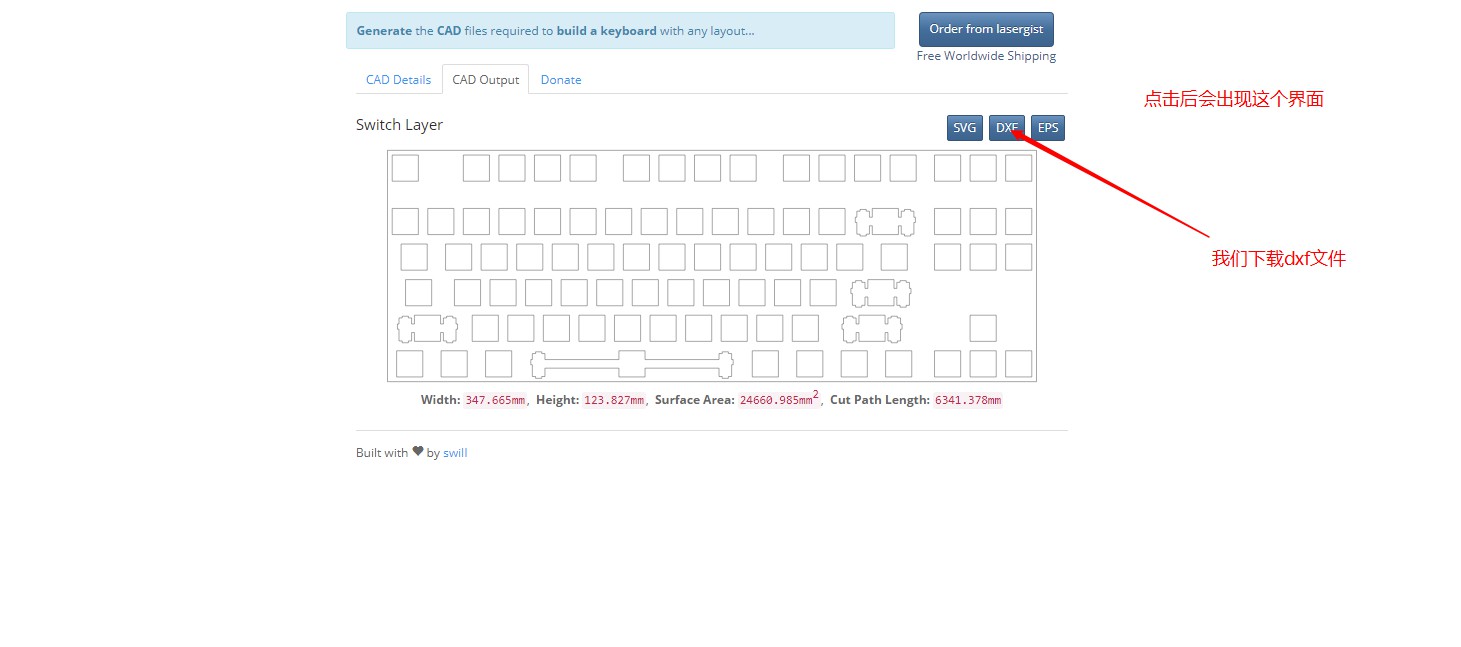 Generate the CAD files required to build a keyboard with any layout...
Order from lasergist
Free Worldwide Shipping
CAD Details
CAD Output
Donate
点击后会出现这个界面
Switch Layer
SVG
DXF
EPS
我们下载dxf文件
Width: 347.665mm, Height: 123.827mm, Surface Area: 24660.985mm2, Cut Path Length: 6341.378mm
Built with ♥ by swill